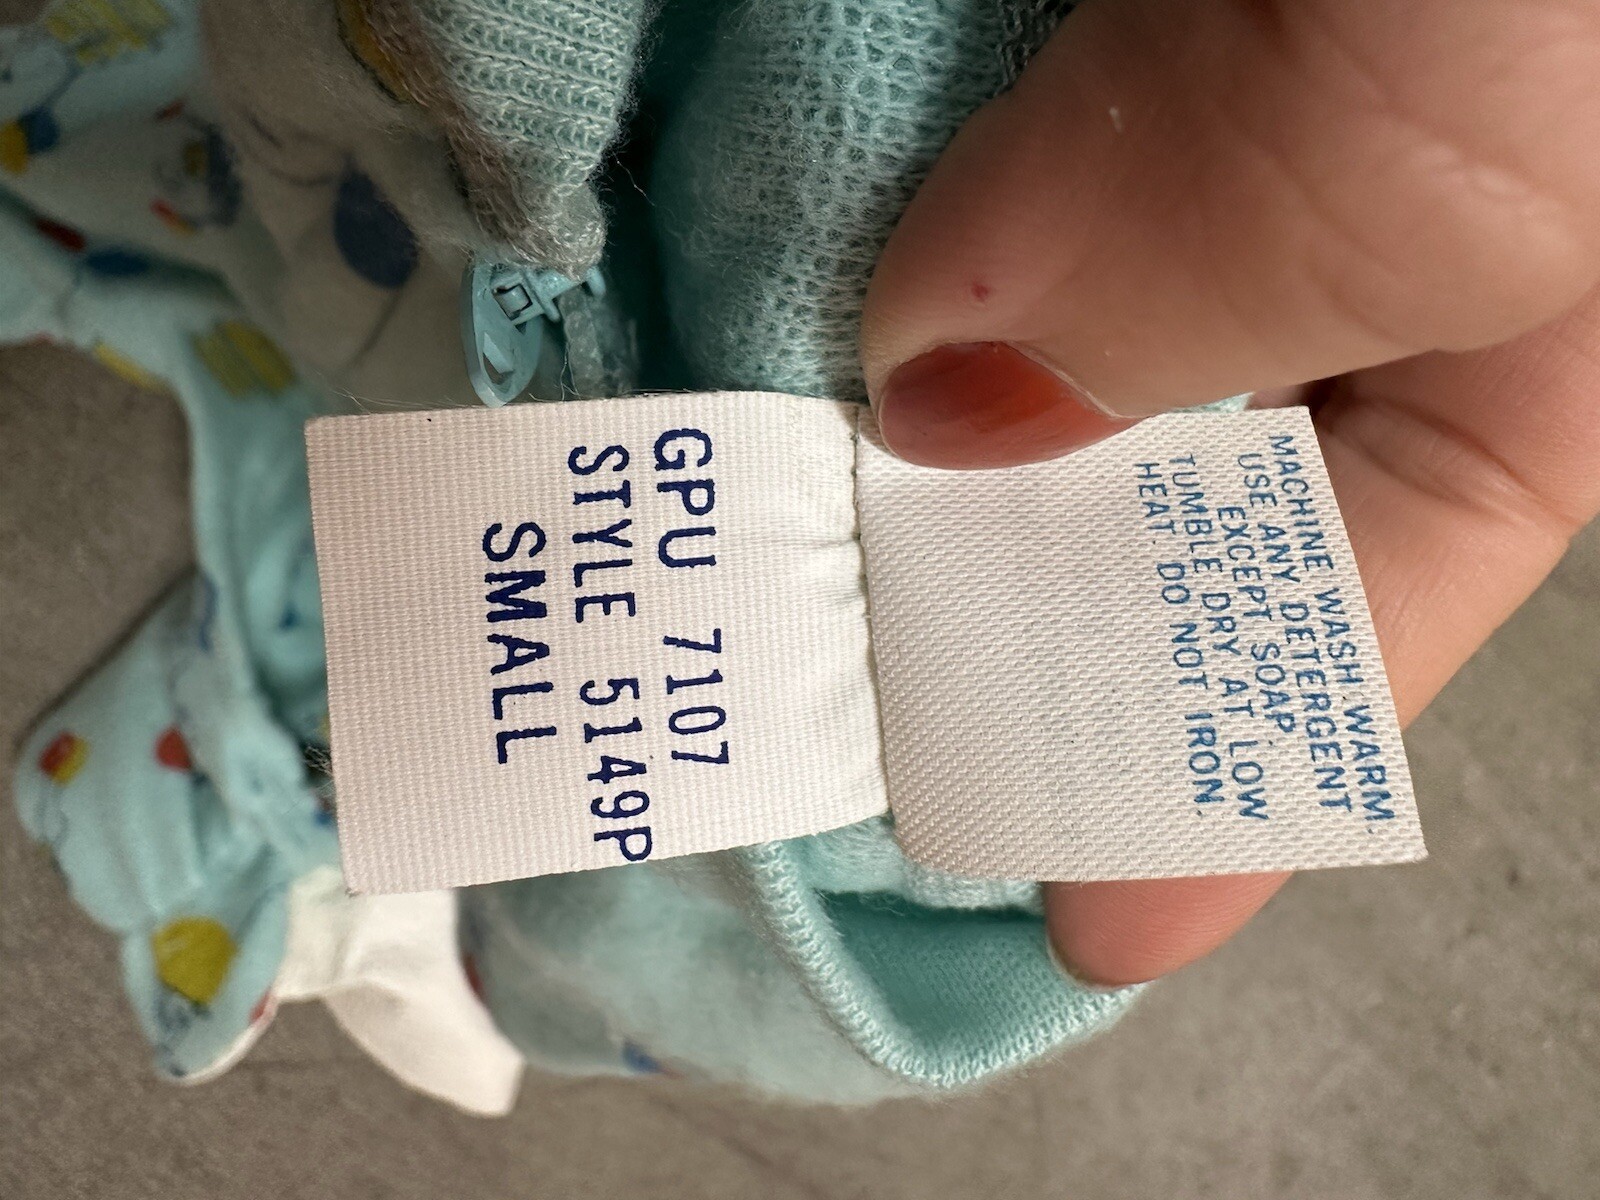 GPU 7107
STYLE 5149P
SMALL
MACHINE WASH. WARM.
USE ANY DETERGENT
EXCEPT SOAP.
TUMBLE DRY AT LOW
HEAT. DO NOT IRON.